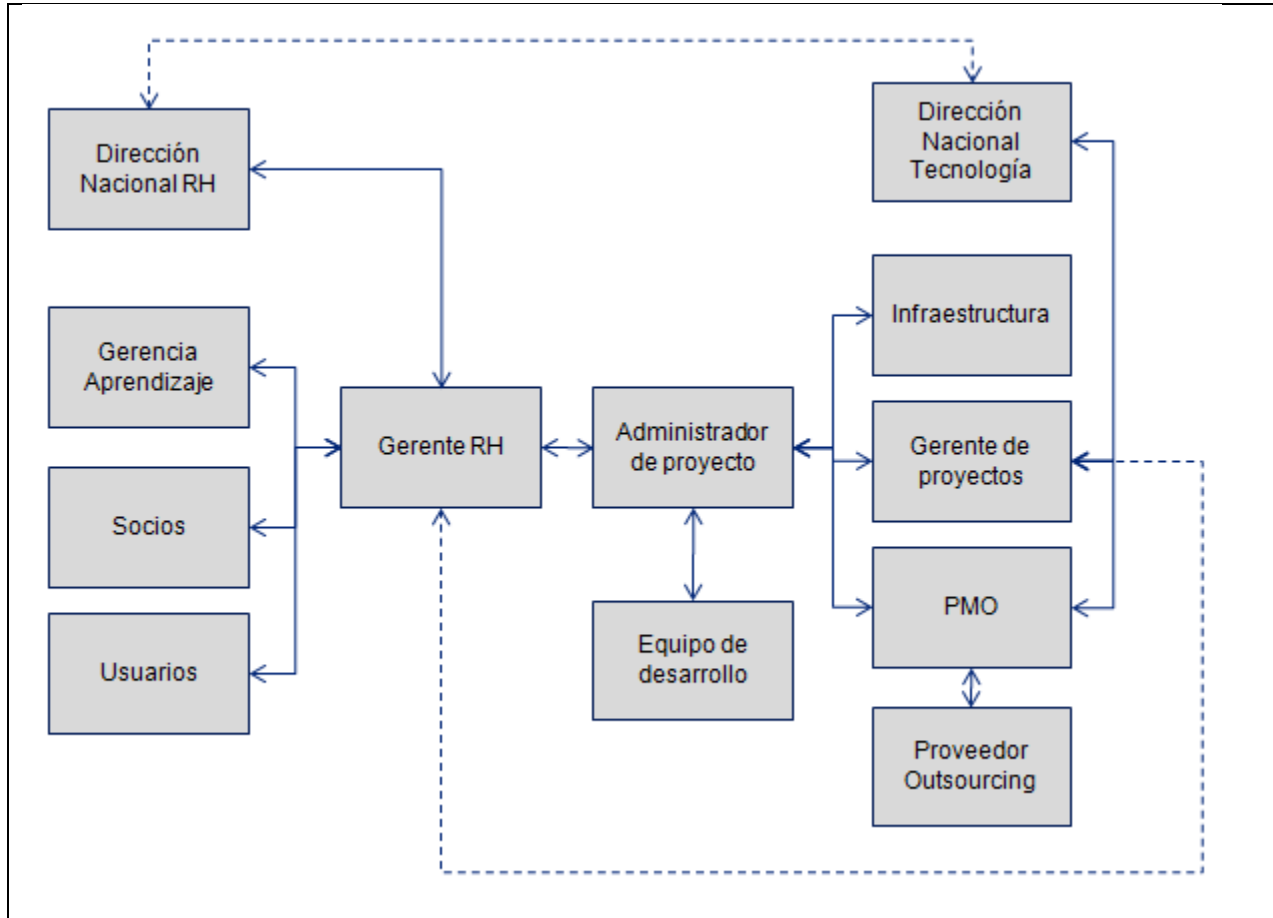 Dirección
Nacional RH
Dirección
Nacional
Tecnología
Gerencia
Aprendizaje
Infraestructura
Gerente RH
Administrador
de proyecto
Gerente de
proyectos
Socios
PMO
Usuarios
Equipo de
desarrollo
Proveedor
Outsourcing